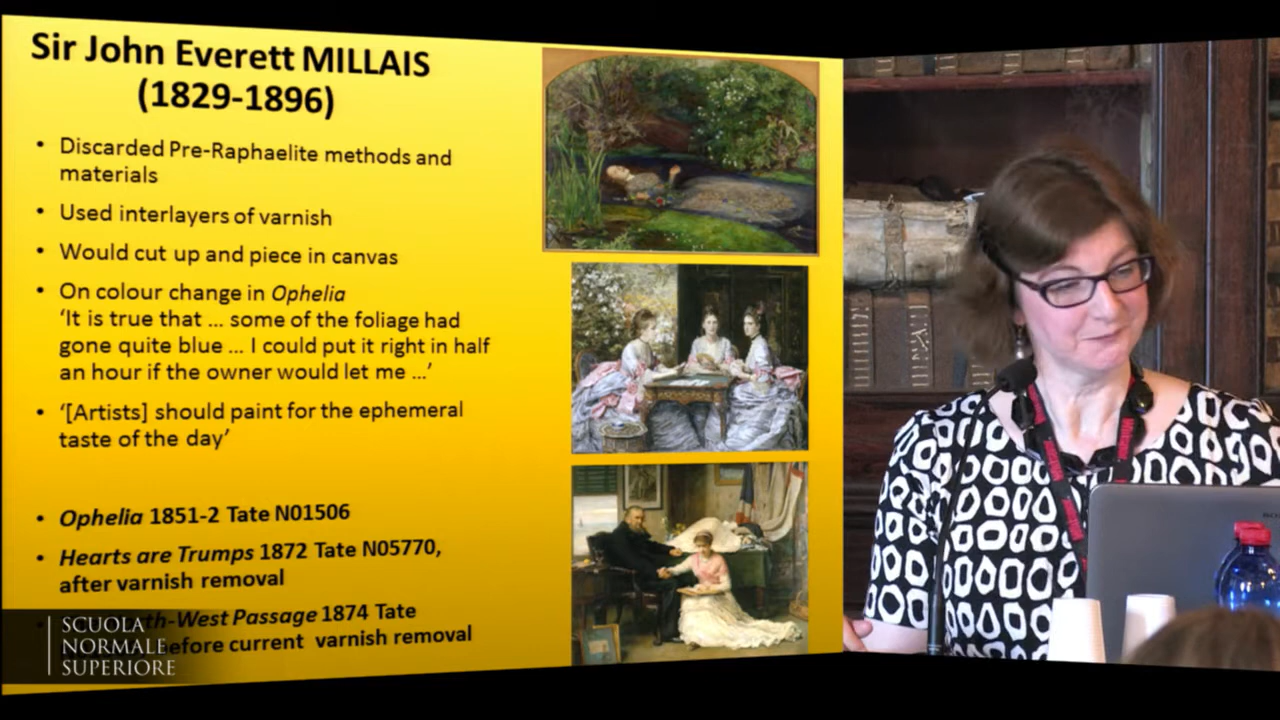 Sir John Everett MILLAIS
(1829-1896)
• Discarded Pre-Raphaelite methods and
materials
• Used interlayers of varnish
• Would cut up and piece in canvas
• On colour change in Ophelia
‘It is true that ... some of the foliage had
gone quite blue ... I could put it right in half
an hour if the owner would let me ...’
• ‘[Artists] should paint for the ephemeral
taste of the day’
• Ophelia 1851-2 Tate N01506
• Hearts are Trumps 1872 Tate N05770,
after varnish removal
th-West Passage 1874 Tate
efore current varnish removal
SCUOLA
NORMALE
SUPERIORE